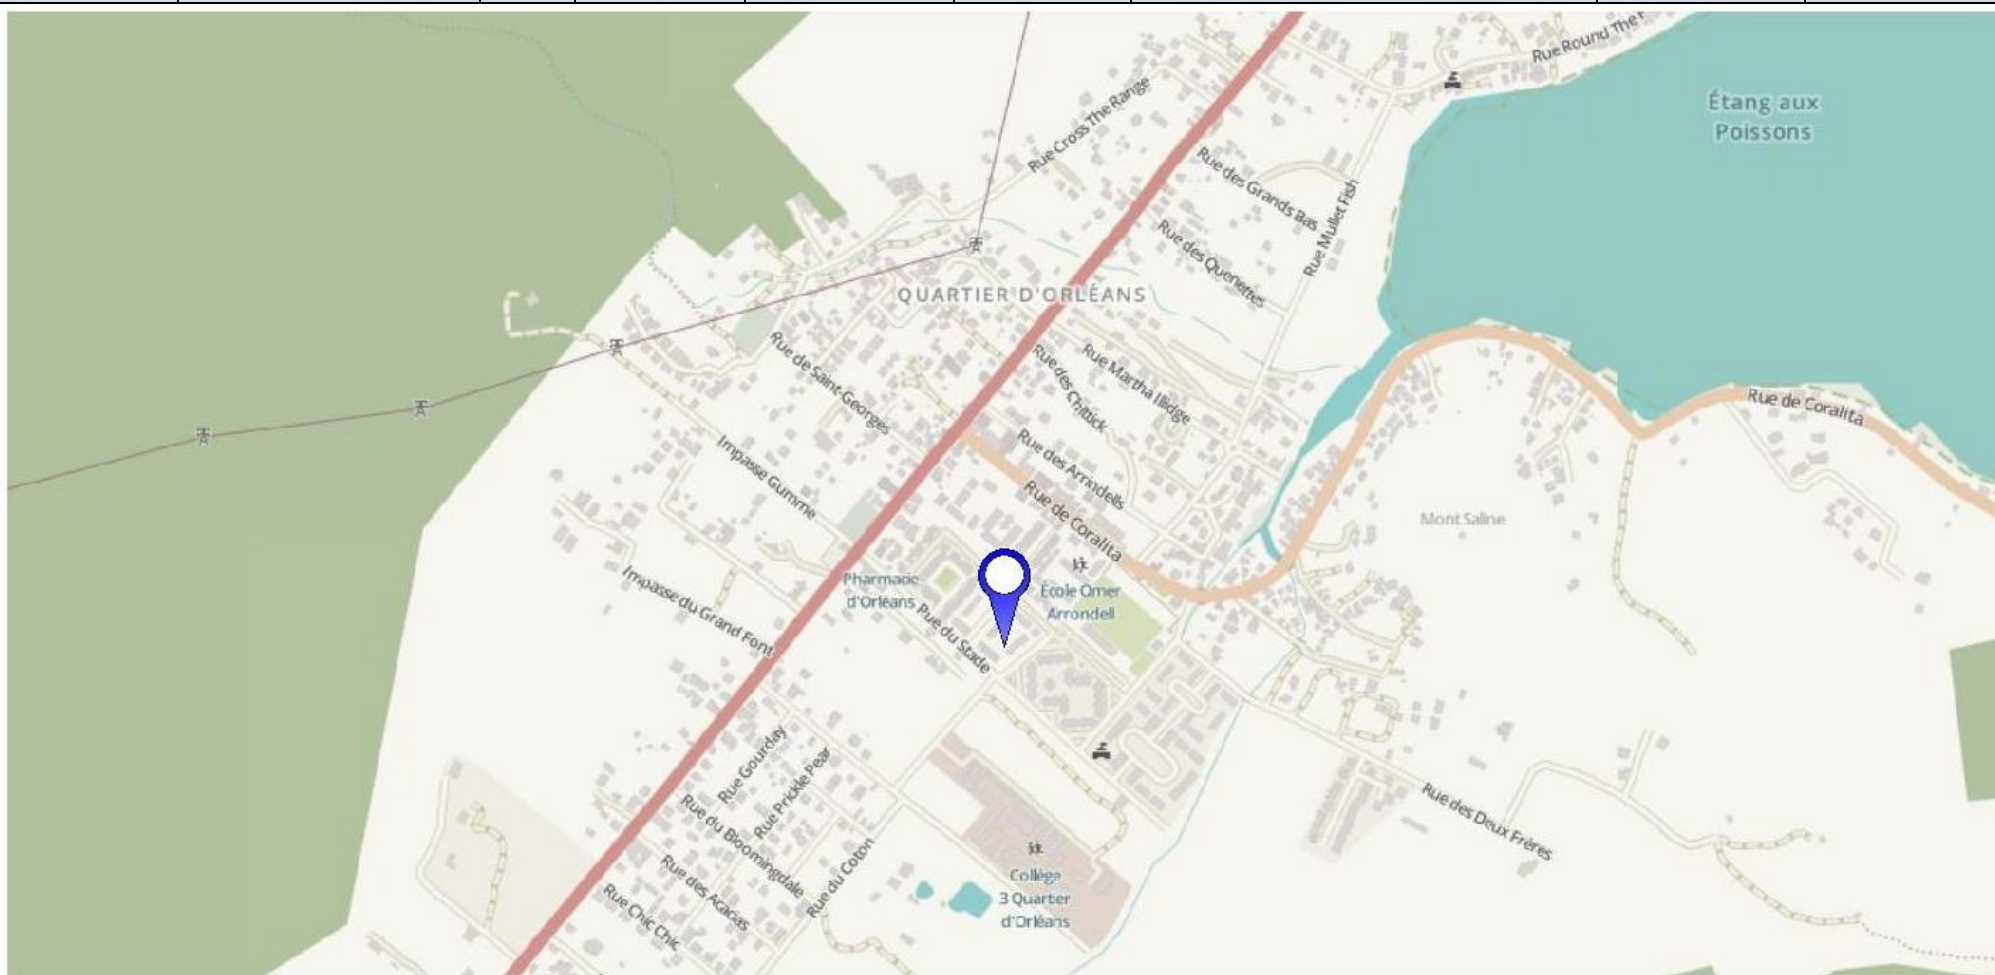 Étang aux
Poissons
Rue Cross The Range
Rue des Grands Bas
Rue Mullet Fish
Rue des Quenettes
QUARTIER D'ORLÉANS
Rue de Saint-Georges
Rue des Chittick
Rue Martha Illidge
Rue de Coralita
Impasse Gumme
Rue des Arrindells
Rue de Coralita
Mont Saline
Pharmacie
d'Orléans
École Omer
Arrondell
Impasse du Grand Font
Rue du Stade
Rue Gourday
Rue Prickle Pear
Rue du Bloomingdale
Rue des Deux Frères
Rue du Coton
Rue des Acacias
Rue Chic Chic
Collége
3 Quartier
d'Orléans
Rue Round The